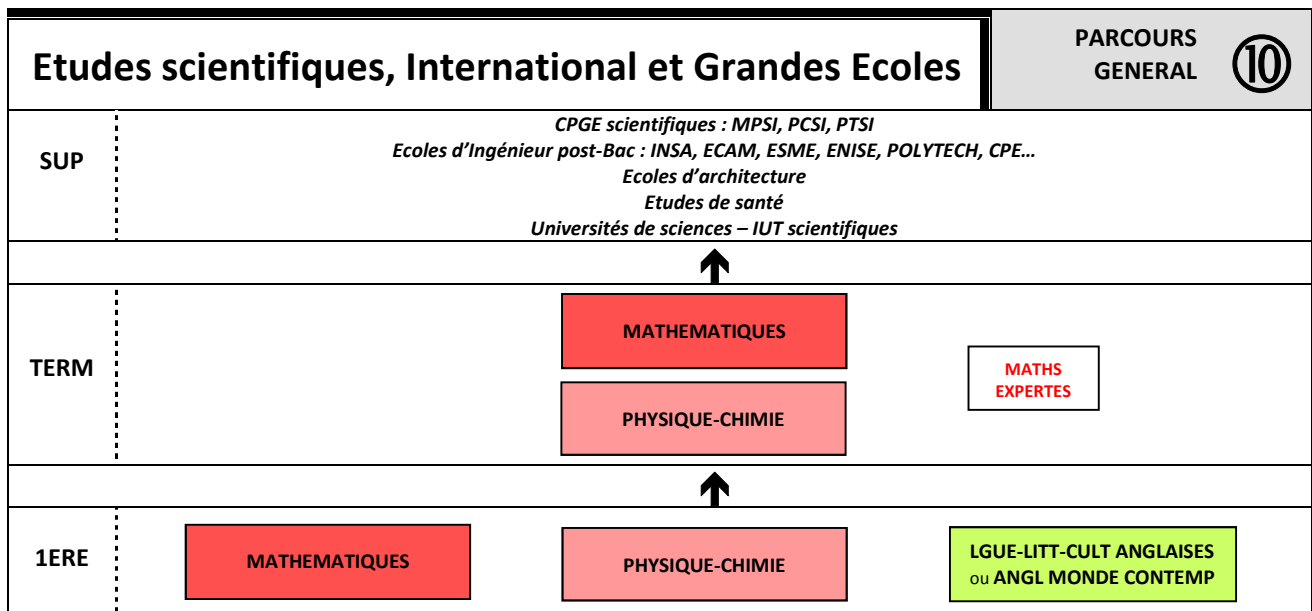 Etudes scientifiques, International et Grandes Ecoles
PARCOURS
GENERAL
⑩
SUP
CPGE scientifiques : MPSI, PCSI, PTSI
Ecoles d’Ingénieur post-Bac : INSA, ECAM, ESME, ENISE, POLYTECH, CPE…
Ecoles d’architecture
Etudes de santé
Universités de sciences – IUT scientifiques
TERM
MATHEMATIQUES
PHYSIQUE-CHIMIE
MATHS
EXPERTES
1ERE
MATHEMATIQUES
PHYSIQUE-CHIMIE
LGUE-LITT-CULT ANGLAISES
ou ANGL MONDE CONTEMP